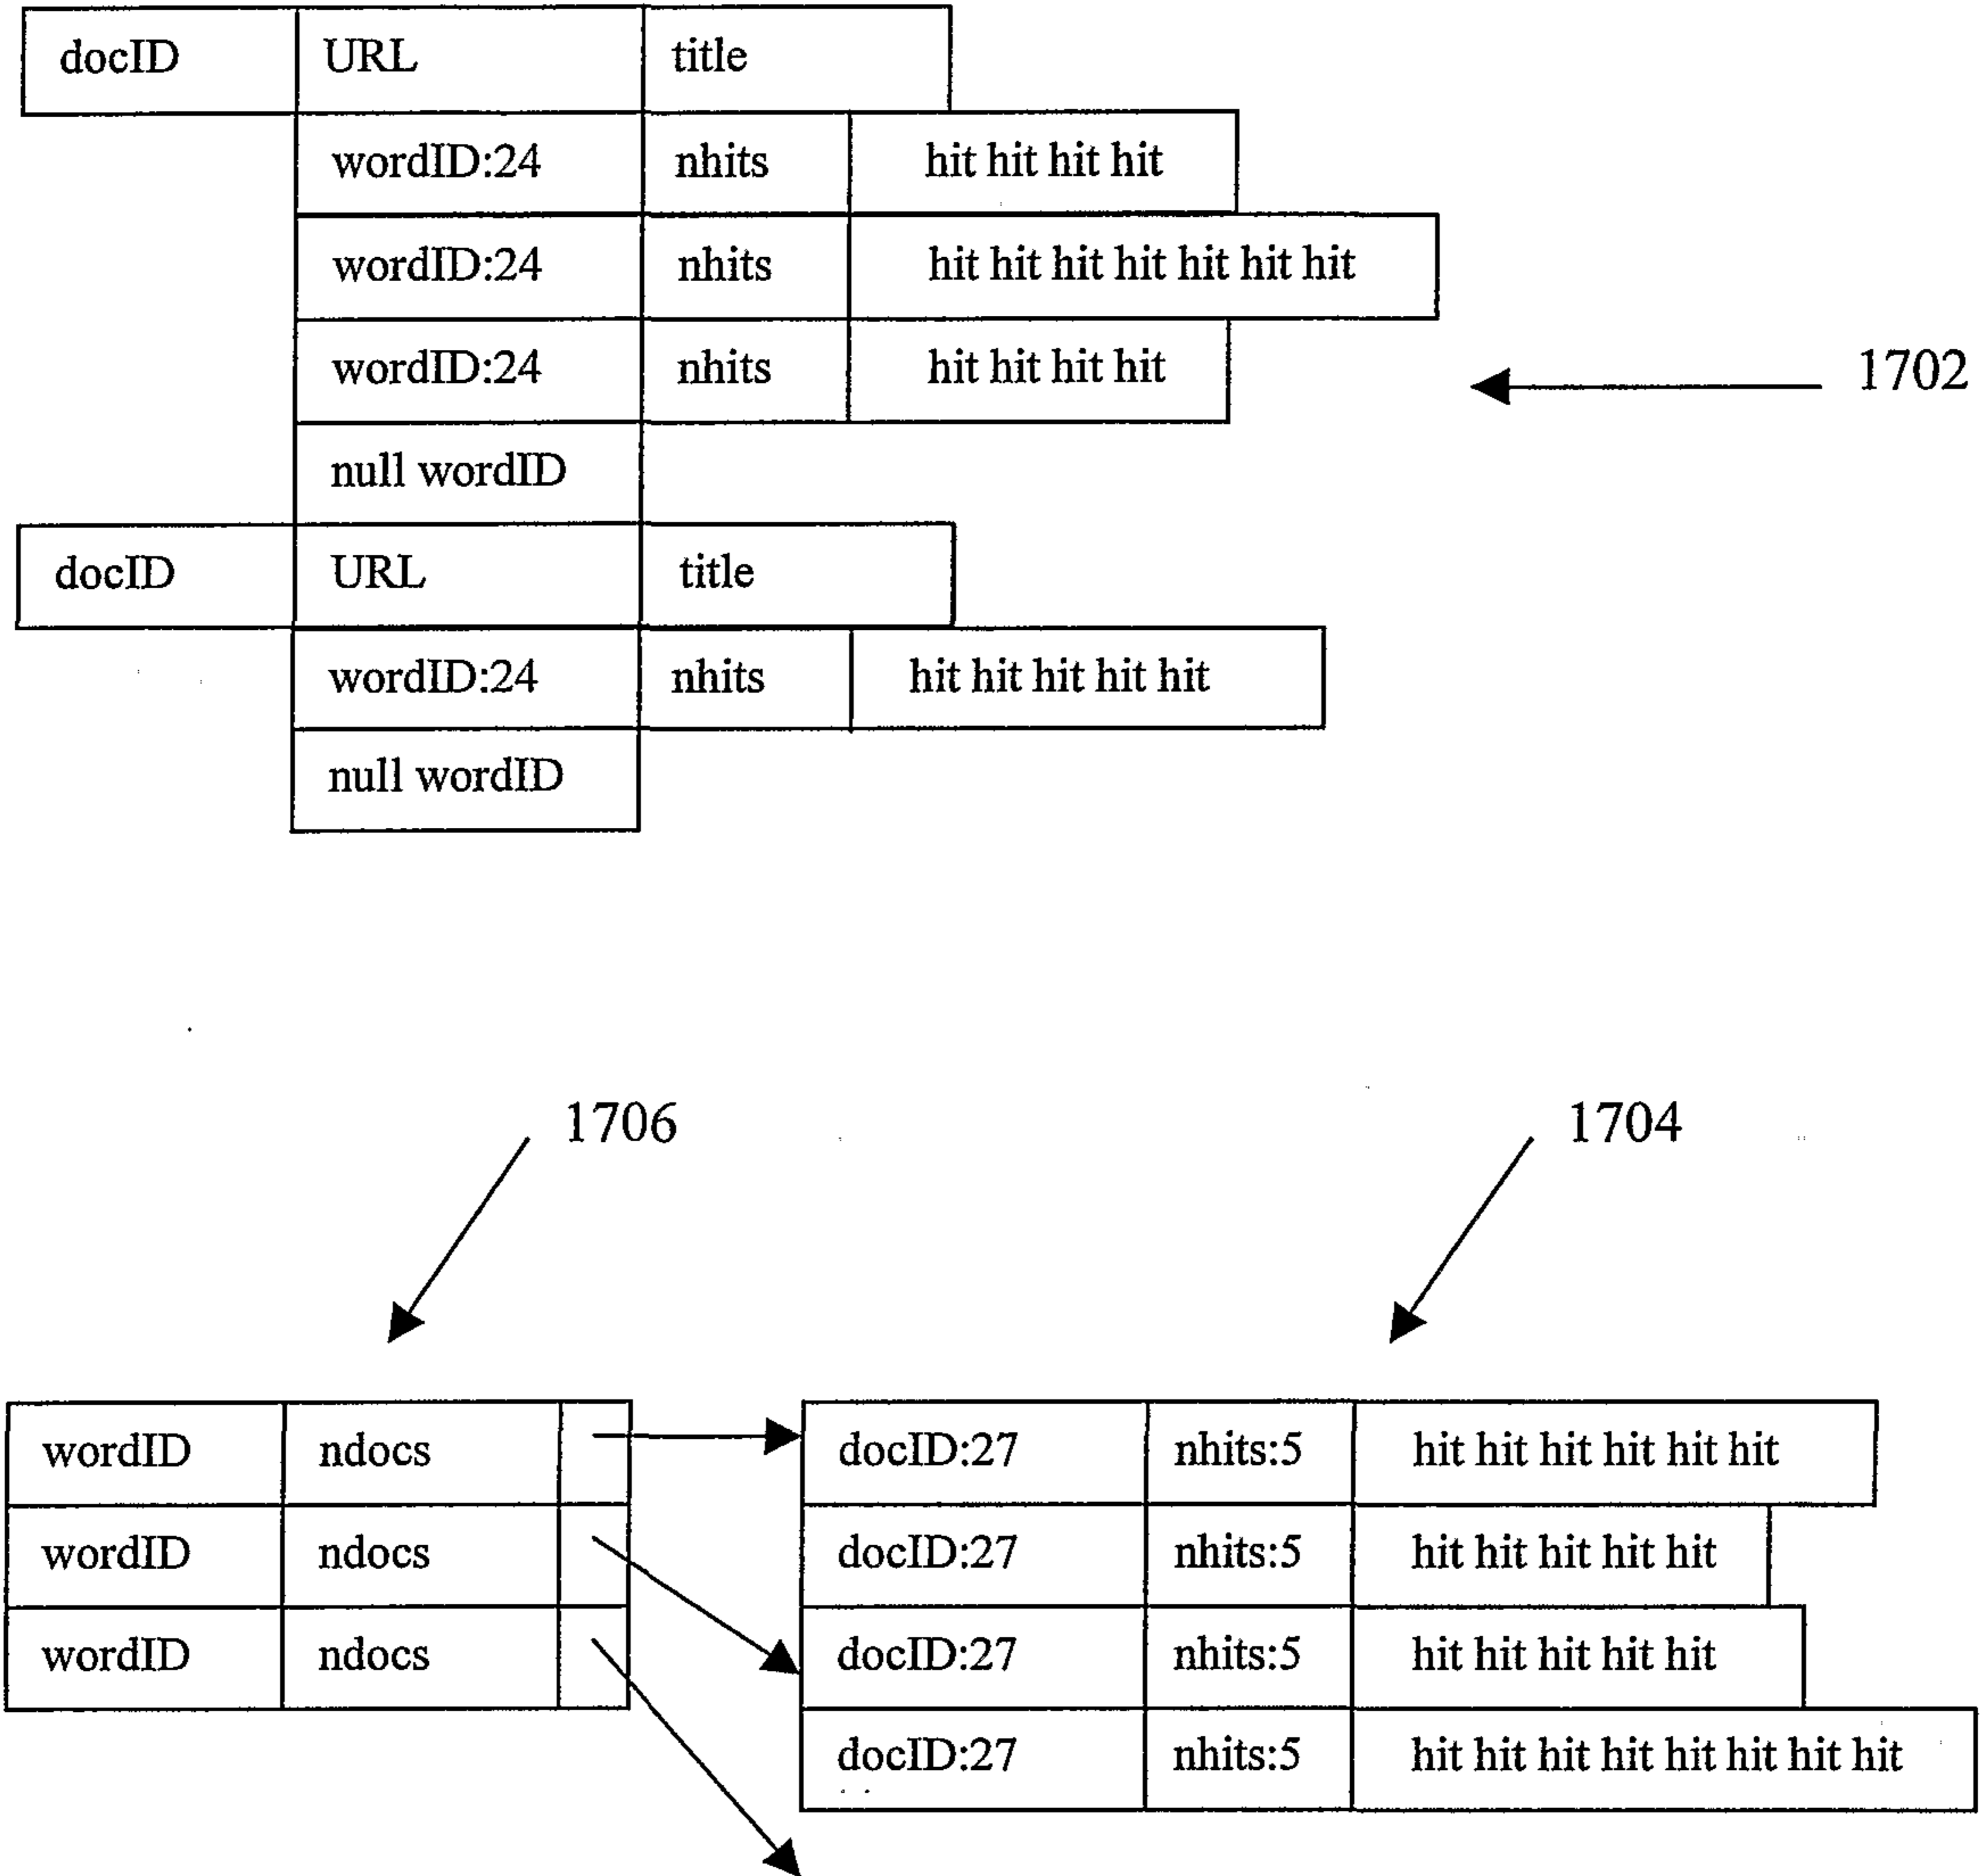 docID URL title
wordID:24 nhits hit hit hit hit
wordID:24 nhits hit hit hit hit hit hit hit
wordID:24 nhits hit hit hit hit
1702
null wordID
docID URL title
wordID:24 nhits hit hit hit hit hit
null wordID
1706 1704
wordID ndocs docID:27 nhits:5 hit hit hit hit hit hit
wordID ndocs docID:27 nhits:5 hit hit hit hit hit
wordID ndocs docID:27 nhits:5 hit hit hit hit hit
docID:27 nhits:5 hit hit hit hit hit hit hit hit